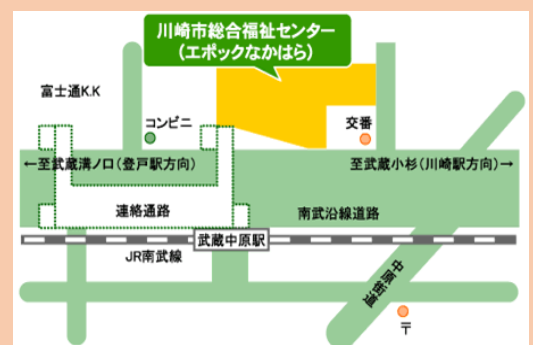 川崎市総合福祉センター
（エポックなかはら）
富士通K.K
コンビニ
交番
←至武蔵溝ノ口（登戸駅方向）
至武蔵小杉（川崎駅方向）→
連絡通路
南武沿線道路
武蔵中原駅
JR南武線
中原街道
〒